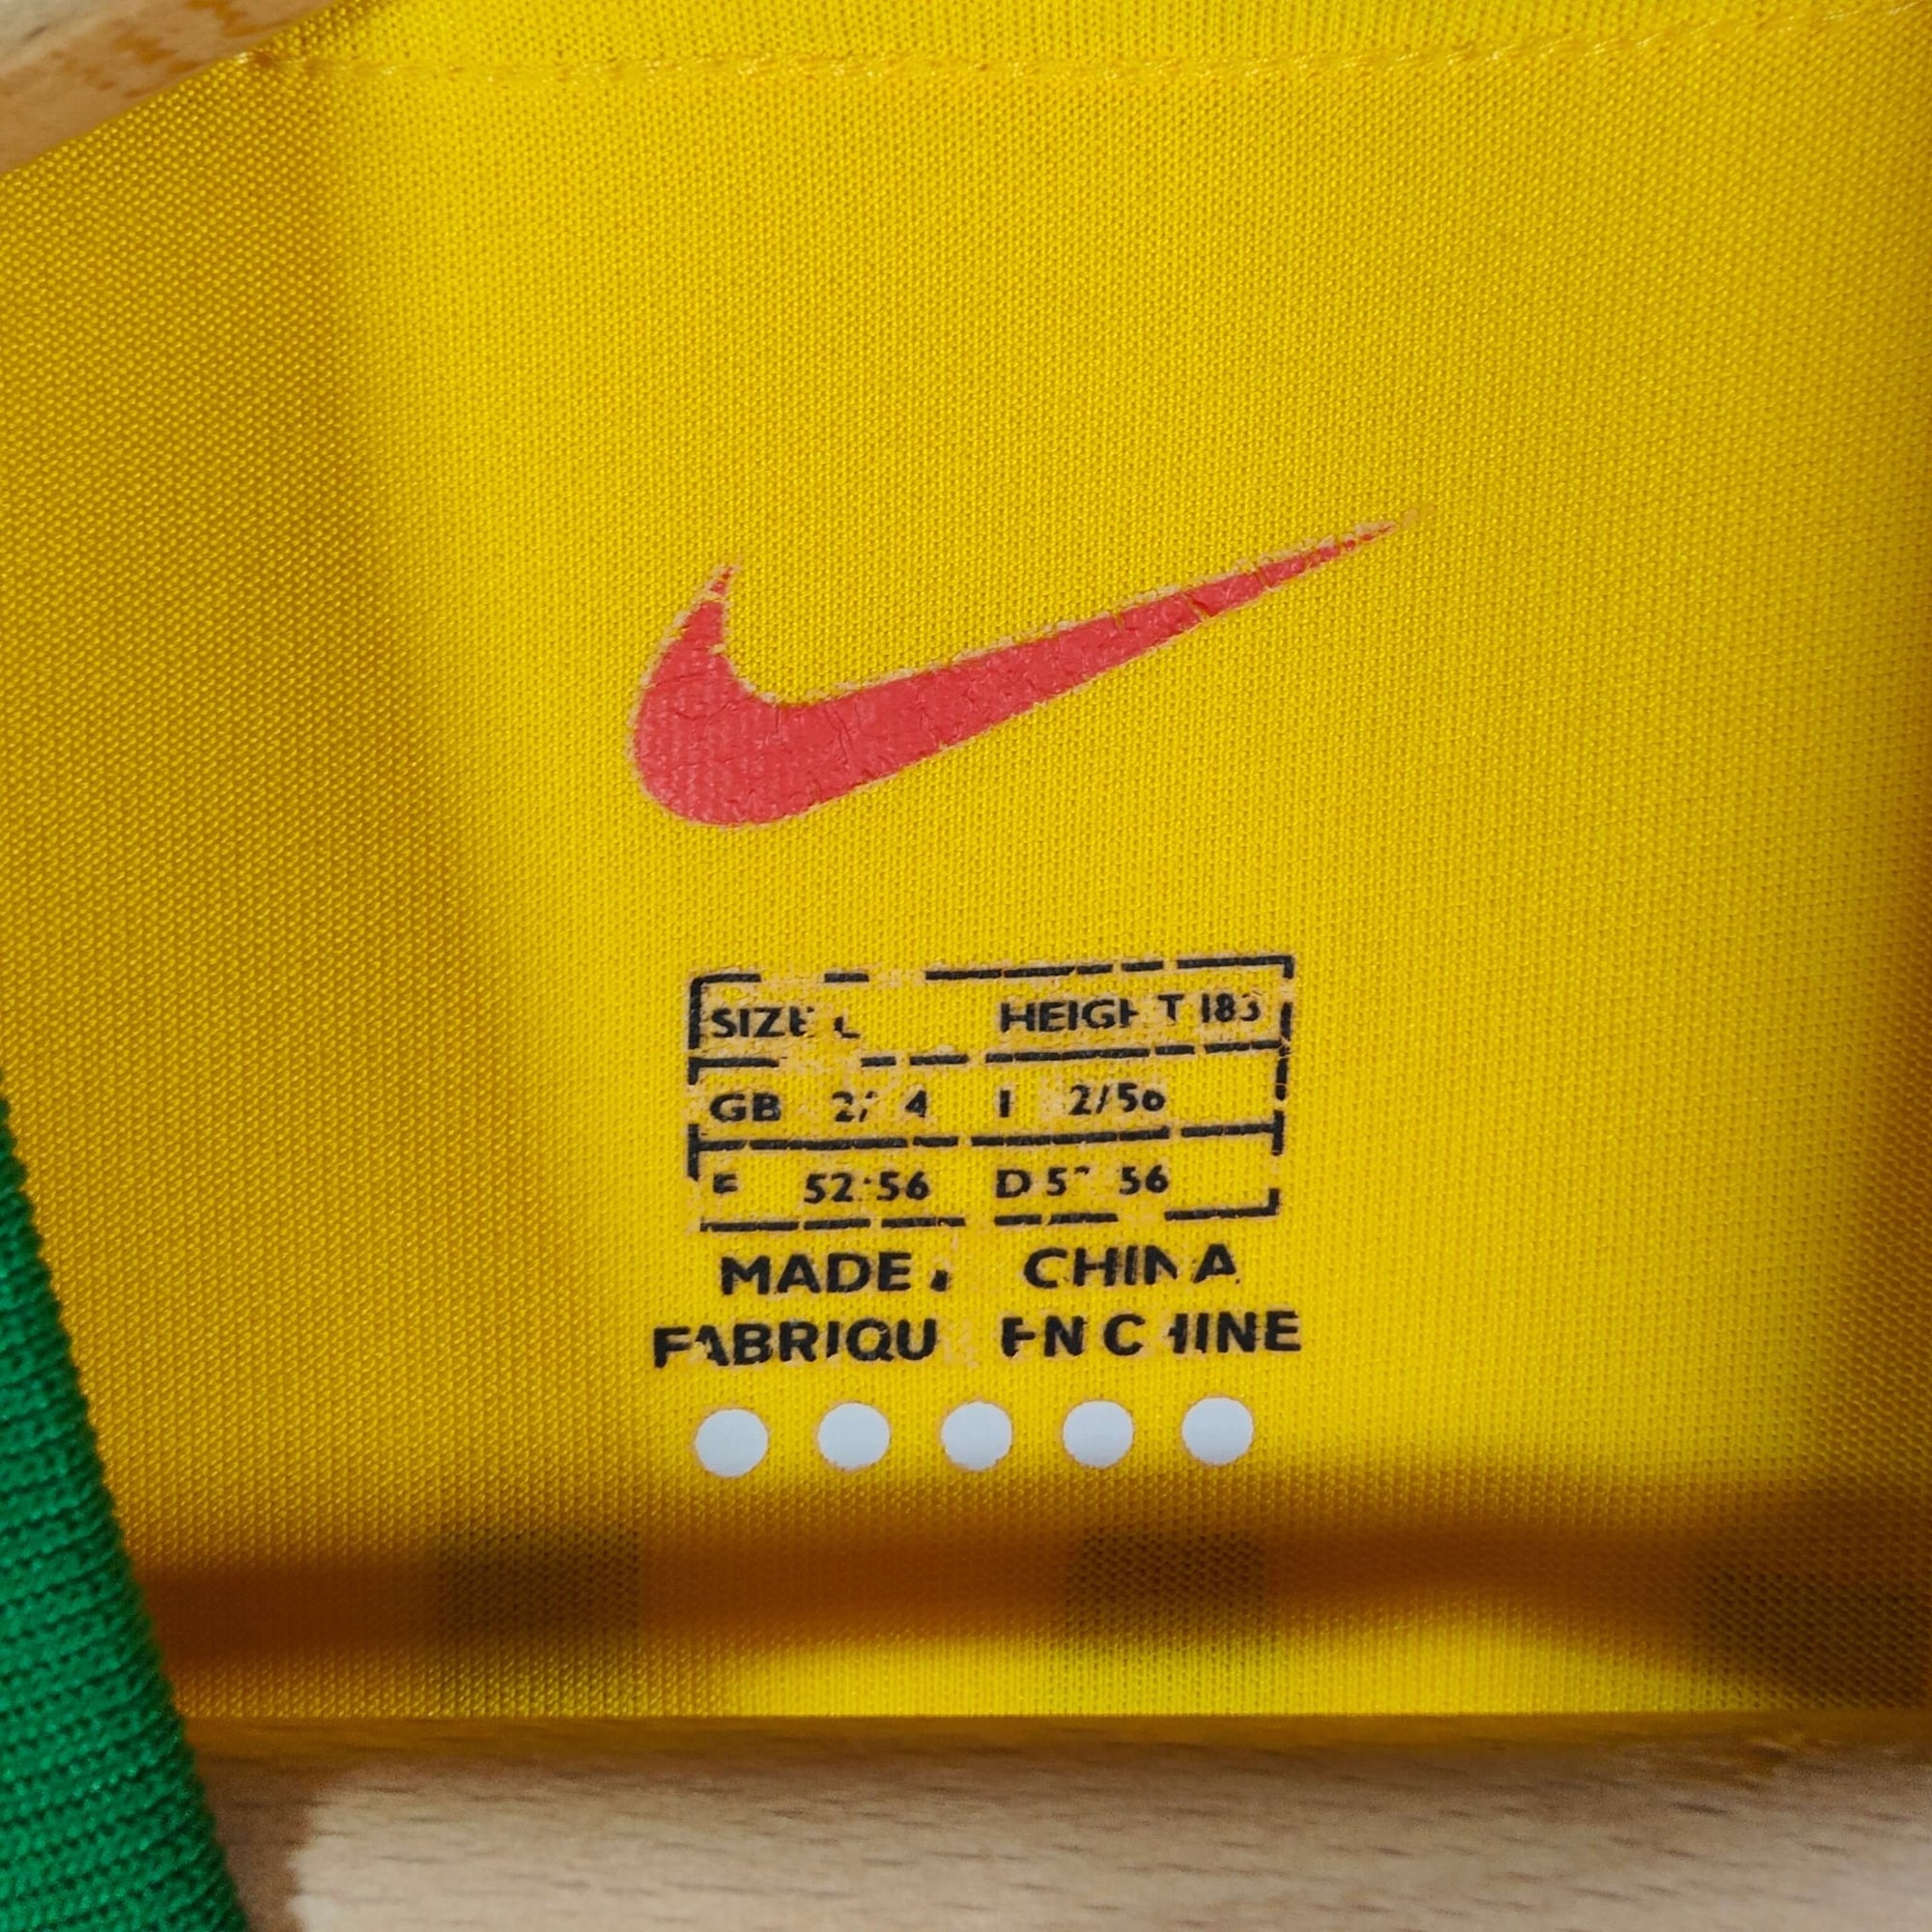 SIZE L HEIGHT 183
GB I 2/56
F 52/56 D 56
MADE CHINA
FABRIQU EN CHINE